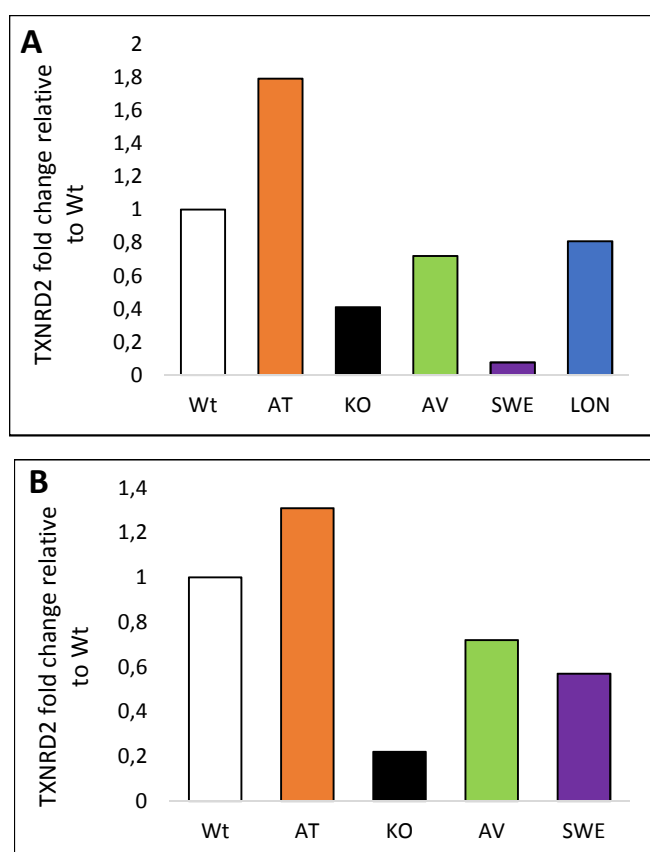 A
TXNRD2 fold change relative
to Wt
2
1,8
1,6
1,4
1,2
1
0,8
0,6
0,4
0,2
0
Wt AT KO AV SWE LON
B
TXNRD2 fold change relative
to Wt
1,4
1,2
1
0,8
0,6
0,4
0,2
0
Wt AT KO AV SWE